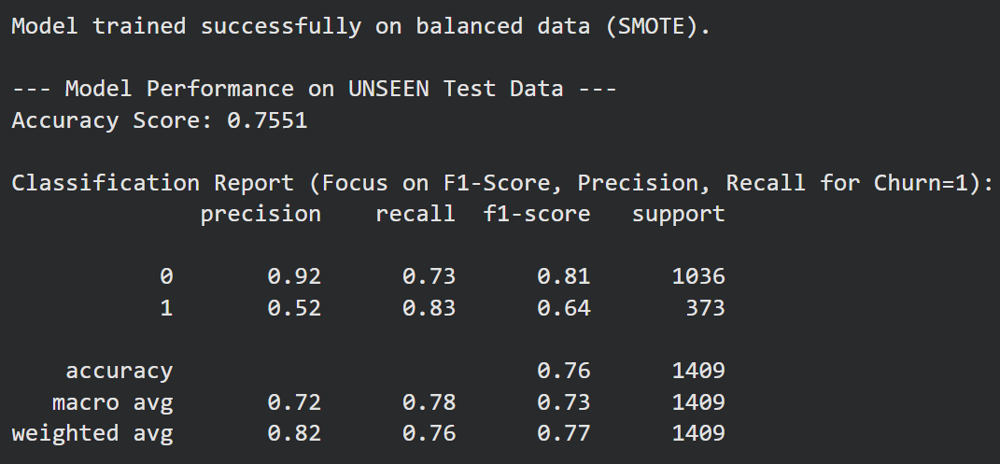 Model trained successfully on balanced data (SMOTE).
--- Model Performance on UNSEEN Test Data ---
Accuracy Score: 0.7551
Classification Report (Focus on F1-Score, Precision, Recall for Churn=1):
precision recall f1-score support
0 0.92 0.73 0.81 1036
1 0.52 0.83 0.64 373
accuracy 0.76 1409
macro avg 0.72 0.78 0.73 1409
weighted avg 0.82 0.76 0.77 1409